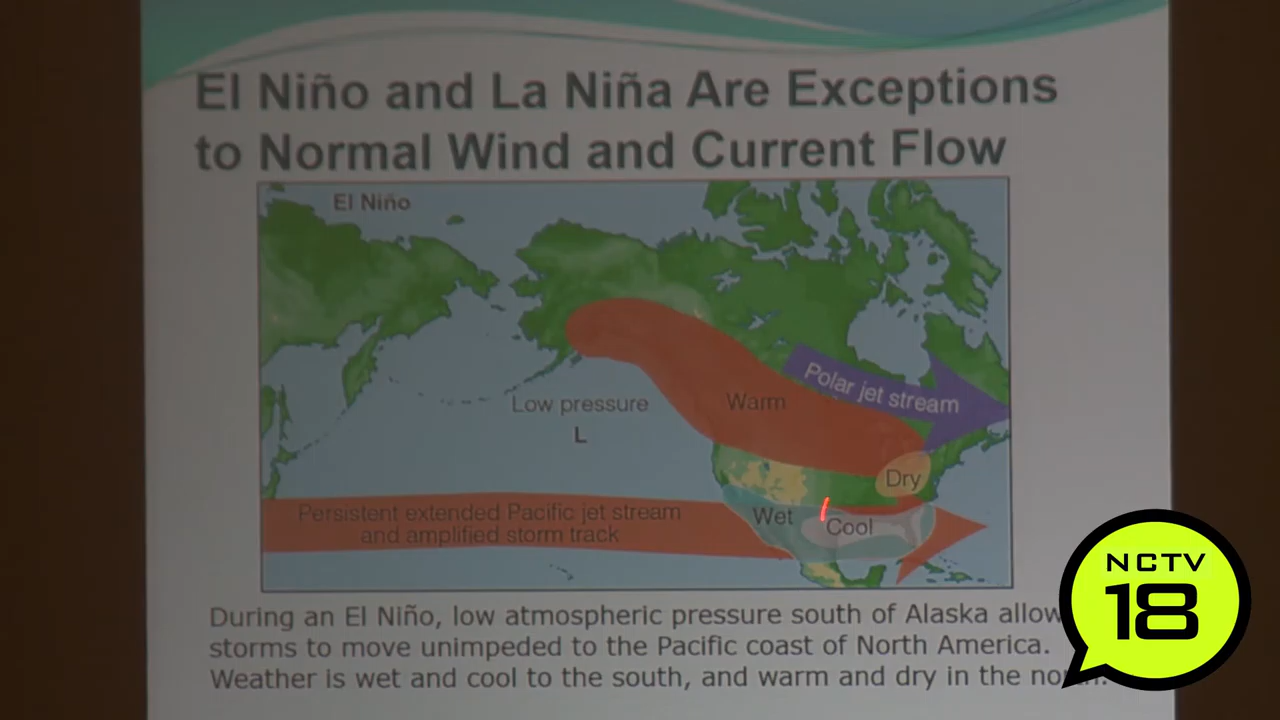 El Niño and La Niña Are Exceptions
to Normal Wind and Current Flow
El Niño
Polar jet stream
Warm
Low pressure
L
Dry
Persistent extended Pacific jet stream
and amplified storm track
Wet
Cool
During an El Niño, low atmospheric pressure south of Alaska allow
storms to move unimpeded to the Pacific coast of North America.
Weather is wet and cool to the south, and warm and dry in the
NCTV
18